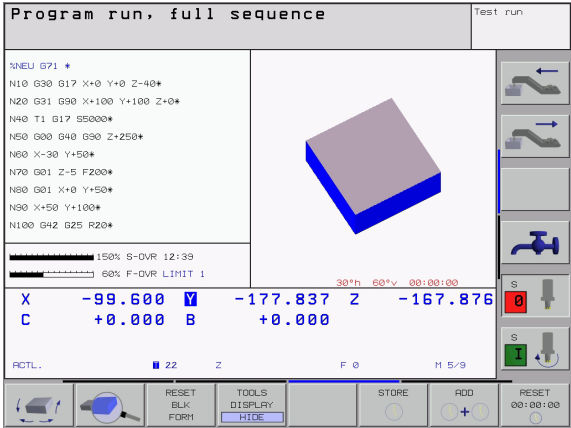 Program run, full sequence
Test run
%NEU G71 *
N10 G30 G17 X+0 Y+0 Z-40*
N20 G31 G90 X+100 Y+100 Z+0*
N40 T1 G17 S5000*
N50 G00 G40 G90 Z+250*
N60 X-30 Y+50*
N70 G01 Z-5 F200*
N80 G01 X+0 Y+50*
N90 X+50 Y+100*
N100 G42 G25 R20*
150% S-OVR 12:39
60% F-OVR LIMIT 1
30°h 60°v 00:00:00
X -99.600 Y -177.837 Z -167.876
C +0.000 B +0.000
ACTL. T 22 Z F 0 M 5/9
S
0
S
I
RESET BLK FORM
TOOLS DISPLAY HIDE
STORE
ADD
+
RESET 00:00:00